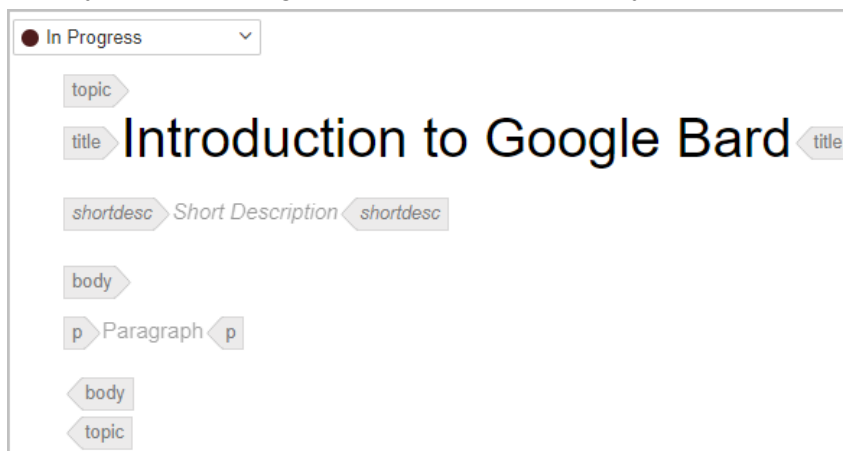 In Progress
topic
title Introduction to Google Bard title
shortdesc Short Description shortdesc
body
p Paragraph p
body
topic